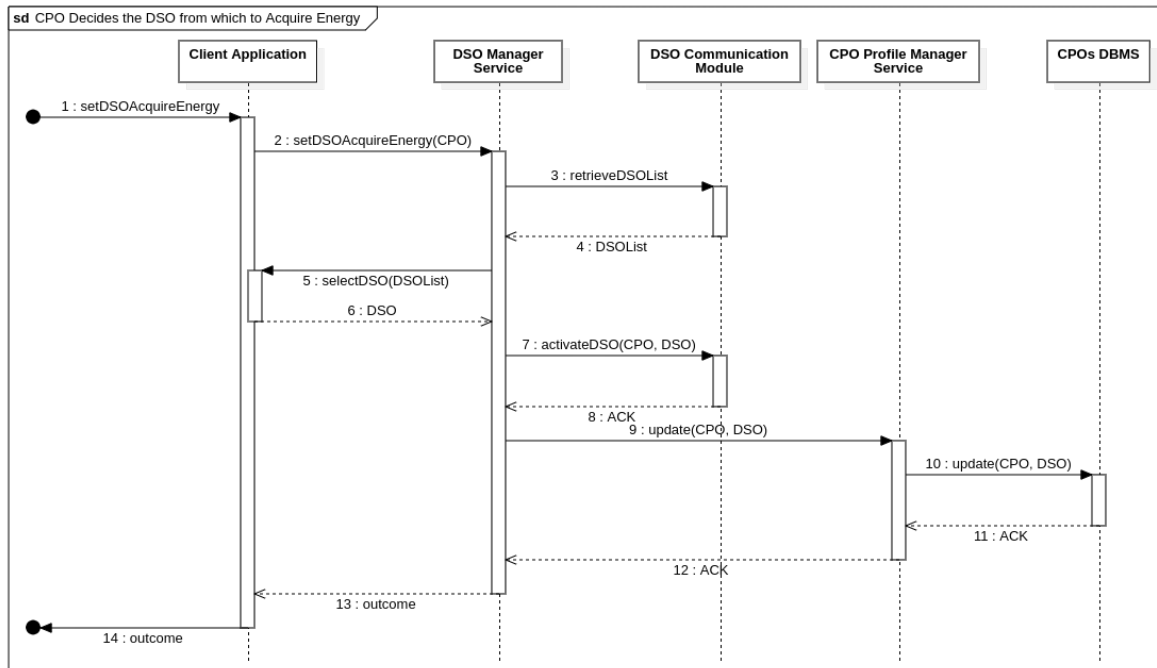 sd CPO Decides the DSO from which to Acquire Energy
Client Application
DSO Manager
Service
DSO Communication
Module
CPO Profile Manager
Service
CPOs DBMS
1 : setDSOAcquireEnergy
2 : setDSOAcquireEnergy(CPO)
3 : retrieveDSOList
4 : DSOList
5 : selectDSO(DSOList)
6 : DSO
7 : activateDSO(CPO, DSO)
8 : ACK
9 : update(CPO, DSO)
10 : update(CPO, DSO)
11 : ACK
12 : ACK
13 : outcome
14 : outcome